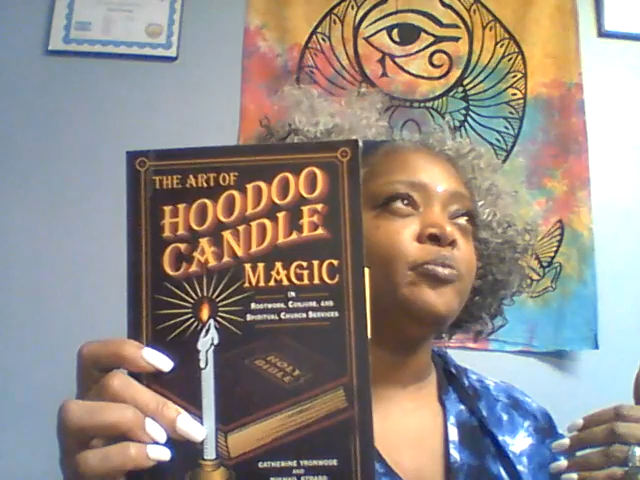 THE ART OF
HOODOO
CANDLE
MAGIC
IN
ROOTWORK, CONJURE, AND
SPIRITUAL CHURCH SERVICES
HOLY
BIBLE
CATHERINE YRONWODE
AND